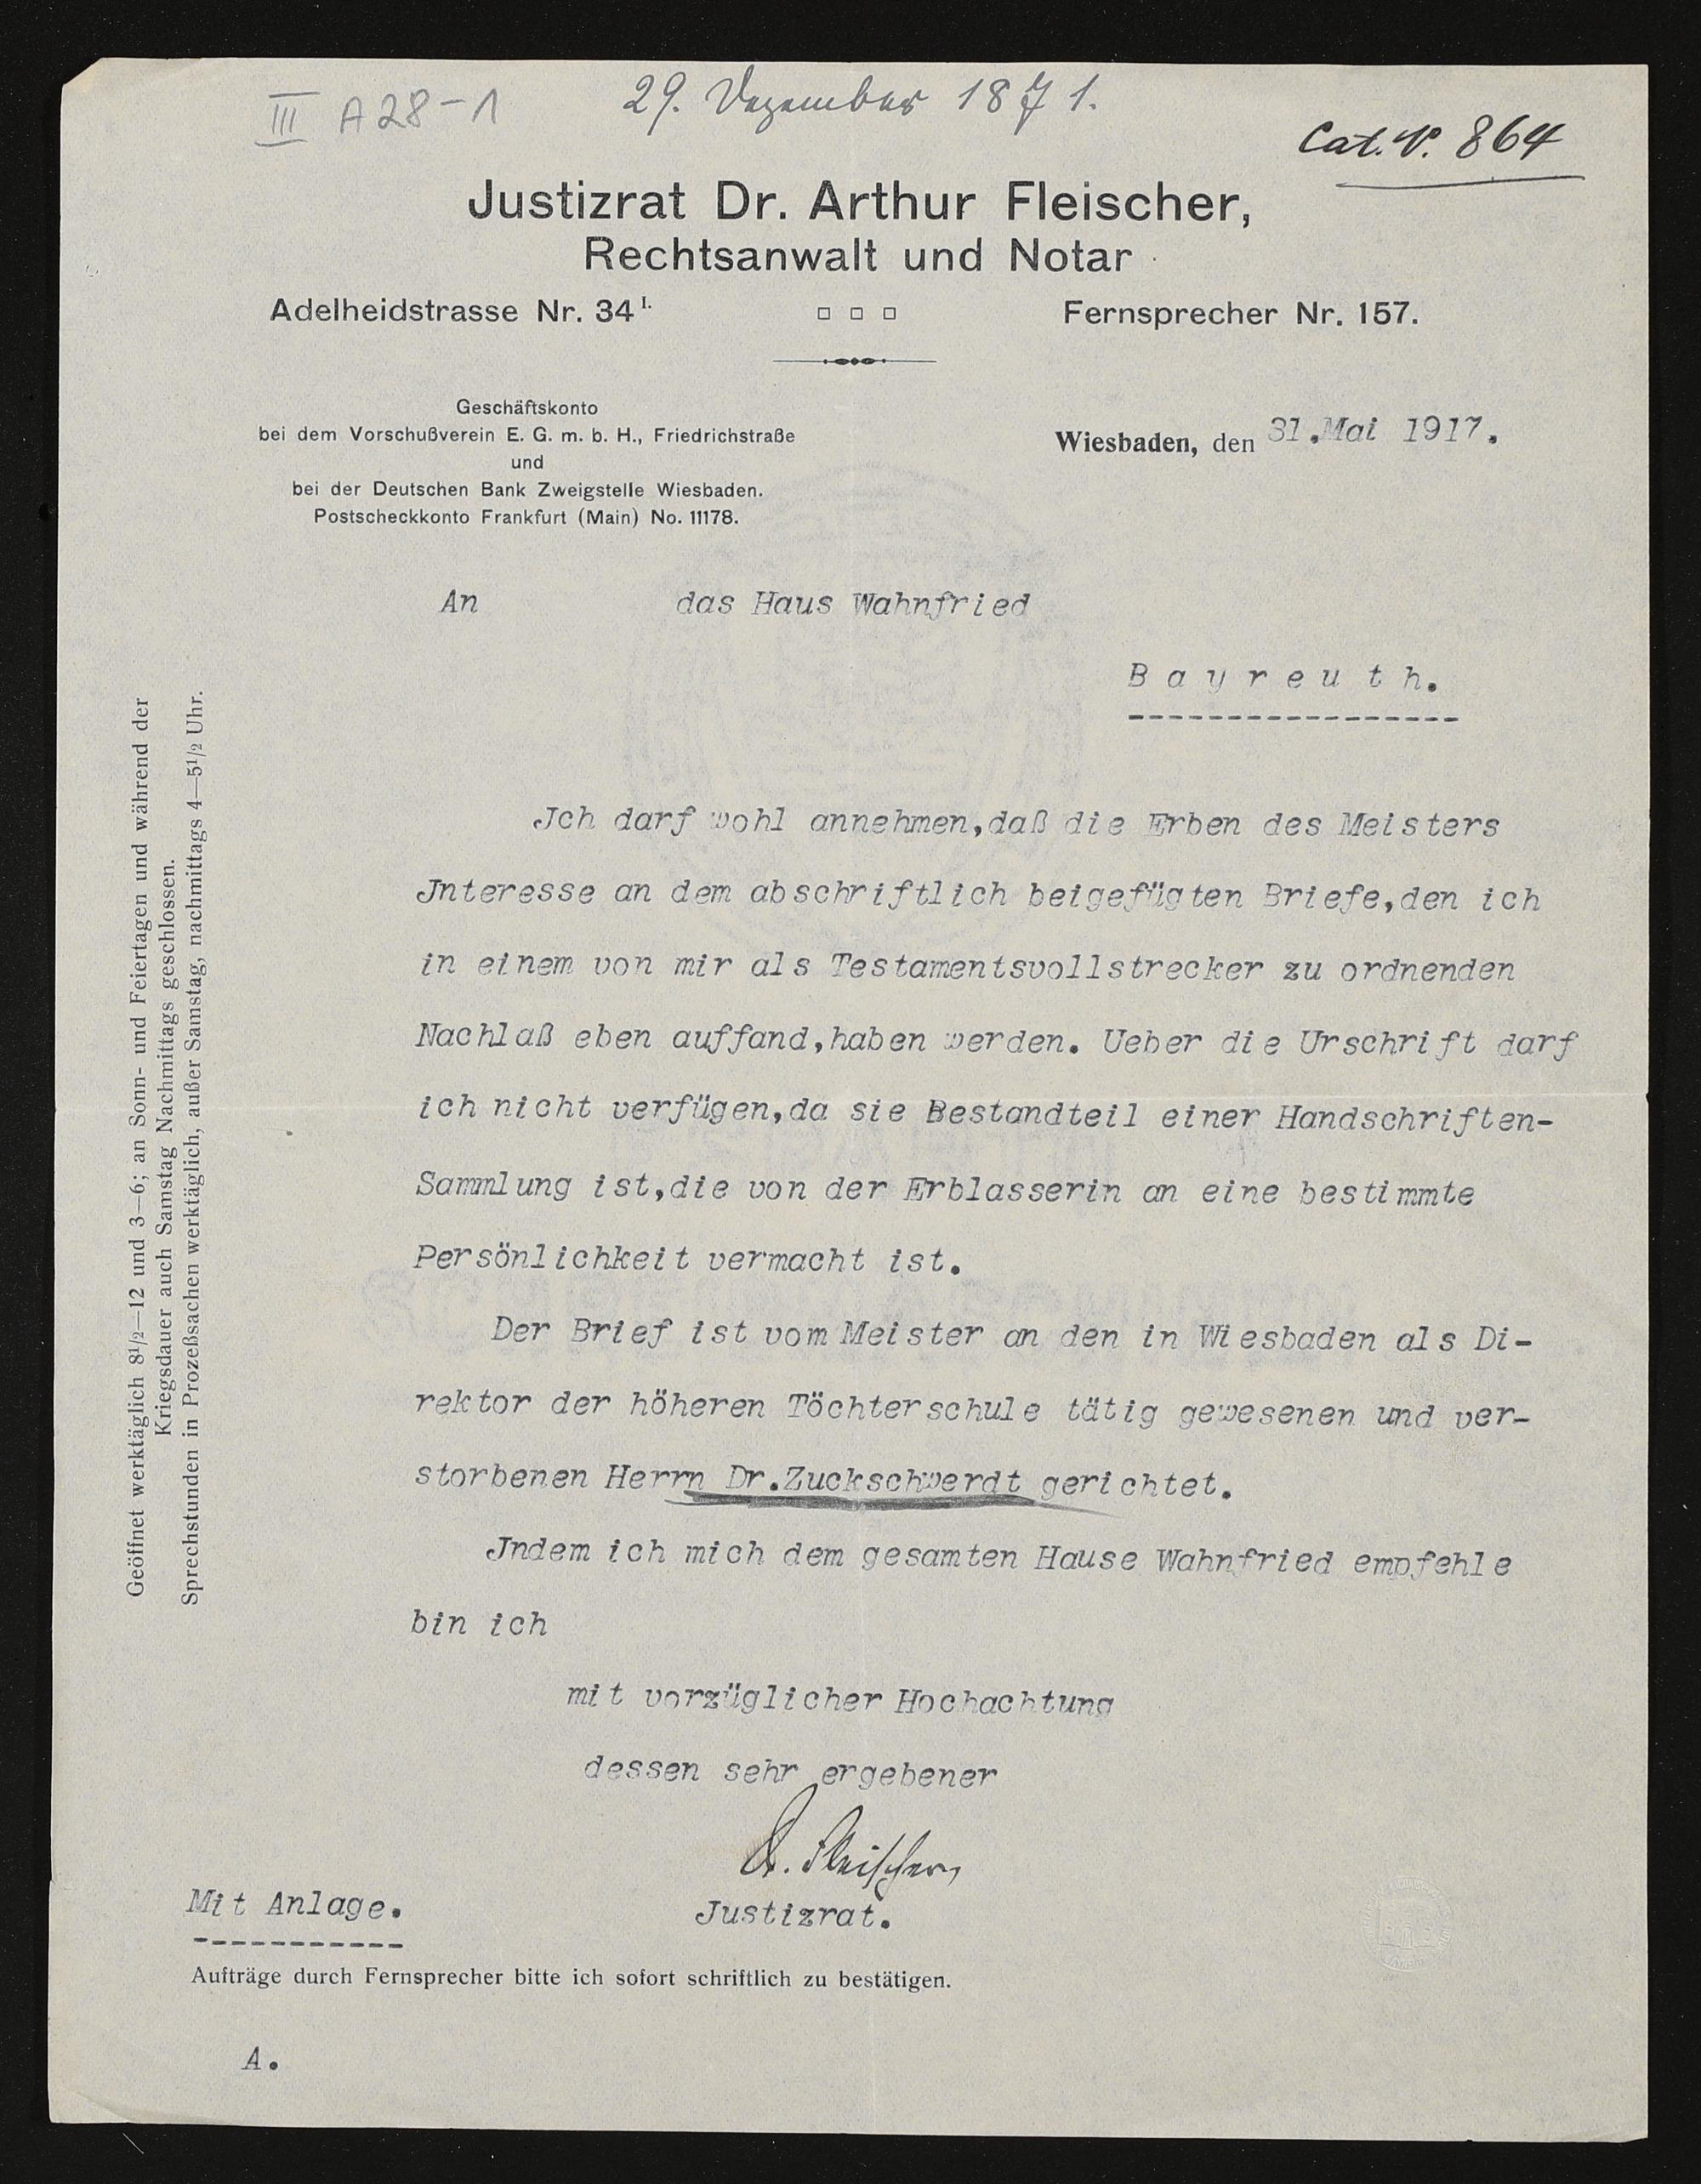 III A28-1
29. Dezember 1871.
Cat. N. 864
Justizrat Dr. Arthur Fleischer,
Rechtsanwalt und Notar
Adelheidstrasse Nr. 34 I.
Fernsprecher Nr. 157.
Geschäftskonto
bei dem Vorschußverein E. G. m. b. H., Friedrichstraße
und
bei der Deutschen Bank Zweigstelle Wiesbaden.
Postscheckkonto Frankfurt (Main) No. 11178.
Wiesbaden, den 31.Mai 1917.
An das Haus Wahnfried
Bayreuth.
Geöffnet werktäglich 8½—12 und 3—6; an Sonn- und Feiertagen und während der
Kriegsdauer auch Samstag Nachmittags geschlossen.
Sprechstunden in Prozeßsachen werktäglich, außer Samstag, nachmittags 4—5½ Uhr.
Jch darf wohl annehmen,daß die Erben des Meisters
Jnteresse an dem abschriftlich beigefügten Briefe,den ich
in einem von mir als Testamentsvollstrecker zu ordnenden
Nachlaß eben auffand,haben werden. Ueber die Urschrift darf
ich nicht verfügen,da sie Bestandteil einer Handschriften-
Sammlung ist,die von der Erblasserin an eine bestimmte
Persönlichkeit vermacht ist.
Der Brief ist vom Meister an den in Wiesbaden als Di-
rektor der höheren Töchterschule tätig gewesenen und ver-
storbenen Herrn Dr.Zuckschwerdt gerichtet.
Jndem ich mich dem gesamten Hause Wahnfried empfehle
bin ich
mit vorzüglicher Hochachtung
dessen sehr ergebener
A. Fleischer,
Justizrat.
Mit Anlage.
Aufträge durch Fernsprecher bitte ich sofort schriftlich zu bestätigen.
A.